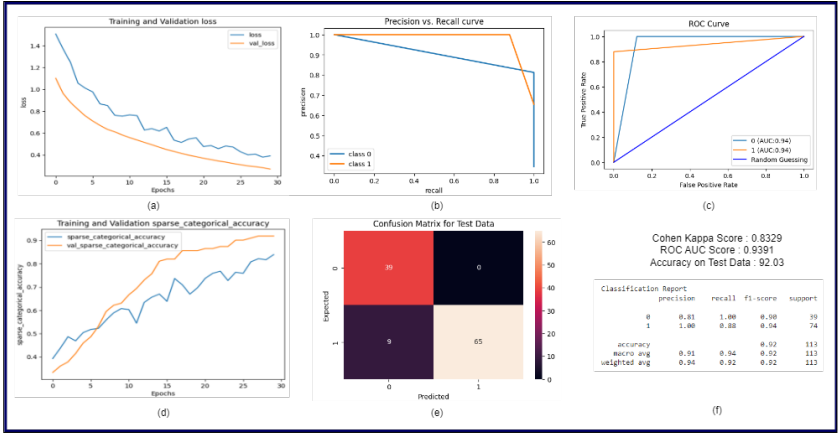 Training and Validation loss
loss
val_loss
1.4
1.2
1.0
0.8
0.6
0.4
loss
0 5 10 15 20 25 30
Epochs
(a)
Precision vs. Recall curve
1.0
0.9
0.8
0.7
0.6
0.5
0.4
precision
class 0
class 1
0.0 0.2 0.4 0.6 0.8 1.0
recall
(b)
ROC Curve
1.0
0.8
0.6
0.4
0.2
0.0
True Positive Rate
0 (AUC:0.94)
1 (AUC:0.94)
Random Guessing
0.0 0.2 0.4 0.6 0.8 1.0
False Positive Rate
(c)
Training and Validation sparse_categorical_accuracy
sparse_categorical_accuracy
val_sparse_categorical_accuracy
0.9
0.8
0.7
0.6
0.5
0.4
sparse_categorical_accuracy
0 5 10 15 20 25 30
Epochs
(d)
Confusion Matrix for Test Data
39 0
9 65
0
1
Expected
0 1
Predicted
60
50
40
30
20
10
0
(e)
Cohen Kappa Score : 0.8329
ROC AUC Score : 0.9391
Accuracy on Test Data : 92.03
Classification Report
precision recall f1-score support
0 0.81 1.00 0.90 39
1 1.00 0.88 0.94 74
accuracy 0.92 113
macro avg 0.91 0.94 0.92 113
weighted avg 0.94 0.92 0.92 113
(f)